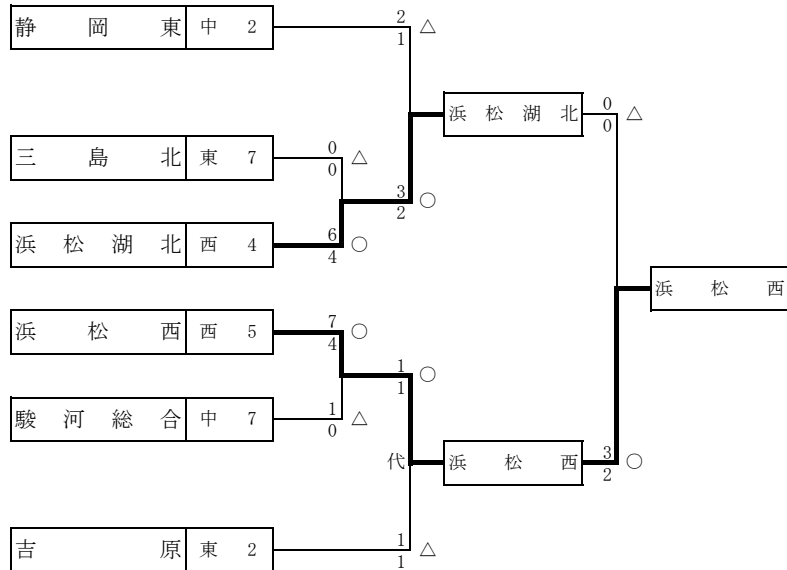 静岡東 中 2
2
1 △
浜松湖北
0
0 △
三島北 東 7
0
0 △
3
2 ○
浜松湖北 西 4
6
4 ○
浜松西
浜松西 西 5
7
4 ○
1
1 ○
駿河総合 中 7
1
0 △
代
浜松西
3
2 ○
吉原 東 2
1
1 △